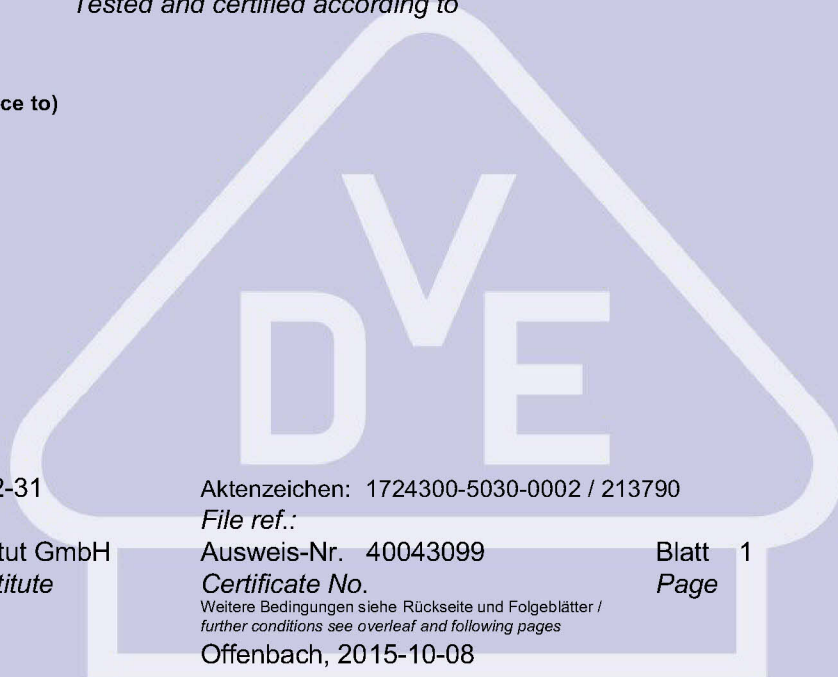 Tested and certified according to
ce to)
VDE
2-31
Aktenzeichen: 1724300-5030-0002 / 213790
File ref.:
tut GmbH
Ausweis-Nr. 40043099
Blatt 1
titute
Certificate No.
Page
Weitere Bedingungen siehe Rückseite und Folgeblätter /
further conditions see overleaf and following pages
Offenbach, 2015-10-08